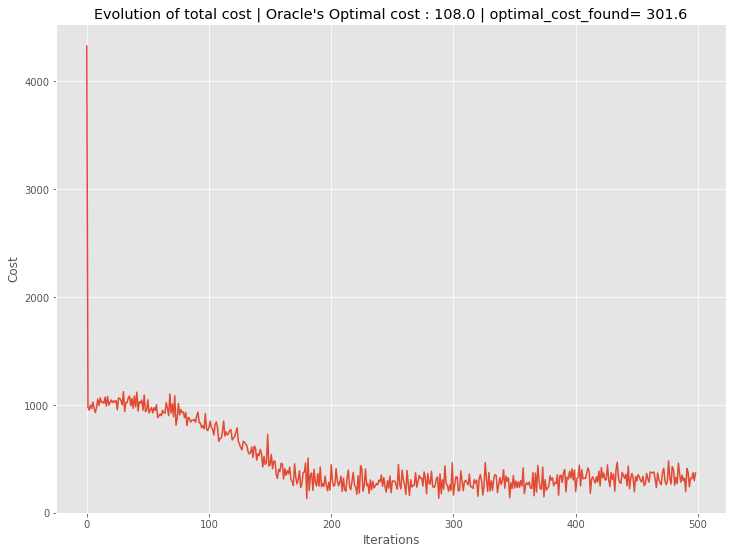 Evolution of total cost | Oracle's Optimal cost : 108.0 | optimal_cost_found= 301.6
4000
3000
2000
1000
0
Cost
0 100 200 300 400 500
Iterations